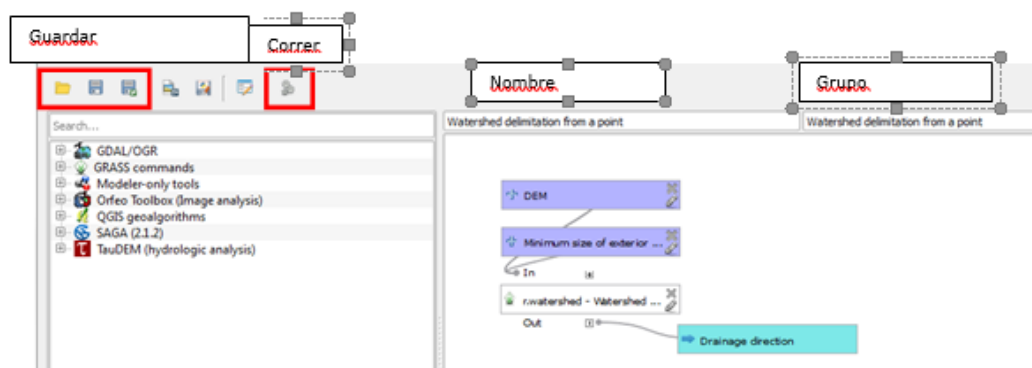 Guardar
Correr
Nombre
Grupo
Search...
Watershed delimitation from a point
Watershed delimitation from a point
GDAL/OGR
GRASS commands
Modeler-only tools
Orfeo Toolbox (Image analysis)
QGIS geoalgorithms
SAGA (2.1.2)
TauDEM (hydrologic analysis)
DEM
Minimum size of exterior ...
In
r.watershed - Watershed ...
Out
Drainage direction